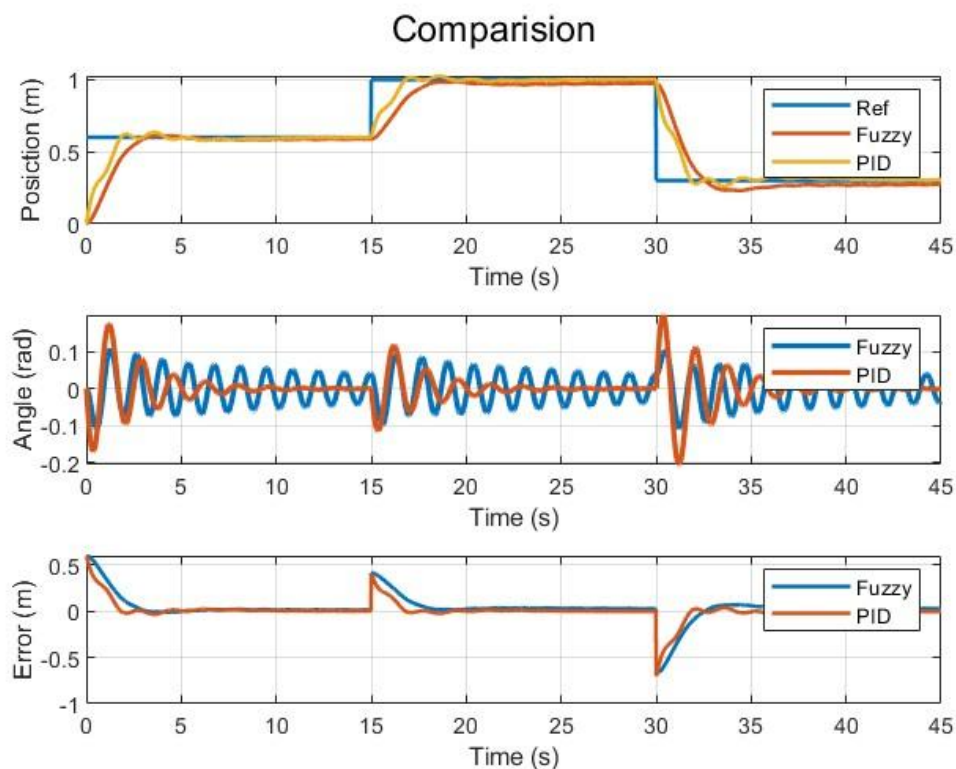 Comparision
Posiction (m)
1
0.5
0
Ref
Fuzzy
PID
0 5 10 15 20 25 30 35 40 45
Time (s)
Angle (rad)
0.1
0
-0.1
-0.2
Fuzzy
PID
0 5 10 15 20 25 30 35 40 45
Time (s)
Error (m)
0.5
0
-0.5
-1
Fuzzy
PID
0 5 10 15 20 25 30 35 40 45
Time (s)